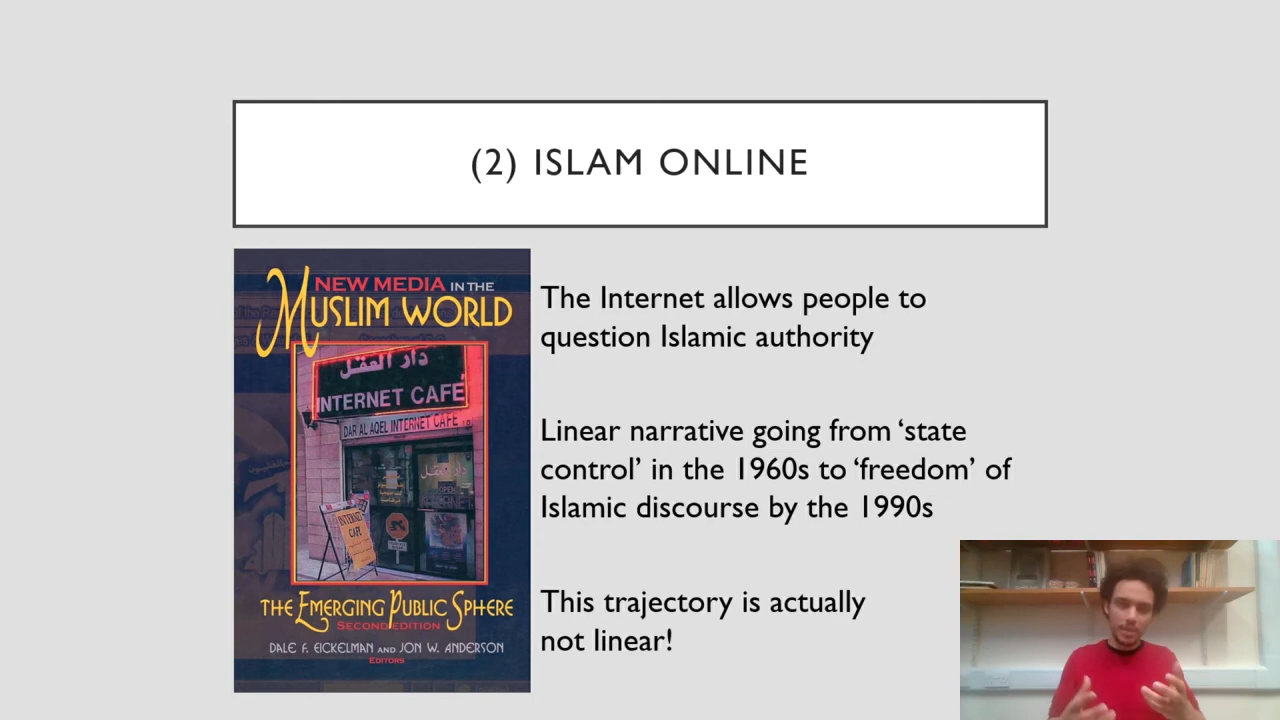 (2) ISLAM ONLINE
NEW MEDIA IN THE
MUSLIM WORLD
دار العقل
INTERNET CAFE
DAR AL AQEL INTERNET CAFE
INTERNET
CAFE
THE EMERGING PUBLIC SPHERE
SECOND EDITION
DALE F. EICKELMAN AND JON W. ANDERSON
EDITORS
The Internet allows people to
question Islamic authority
Linear narrative going from ‘state
control’ in the 1960s to ‘freedom’ of
Islamic discourse by the 1990s
This trajectory is actually
not linear!